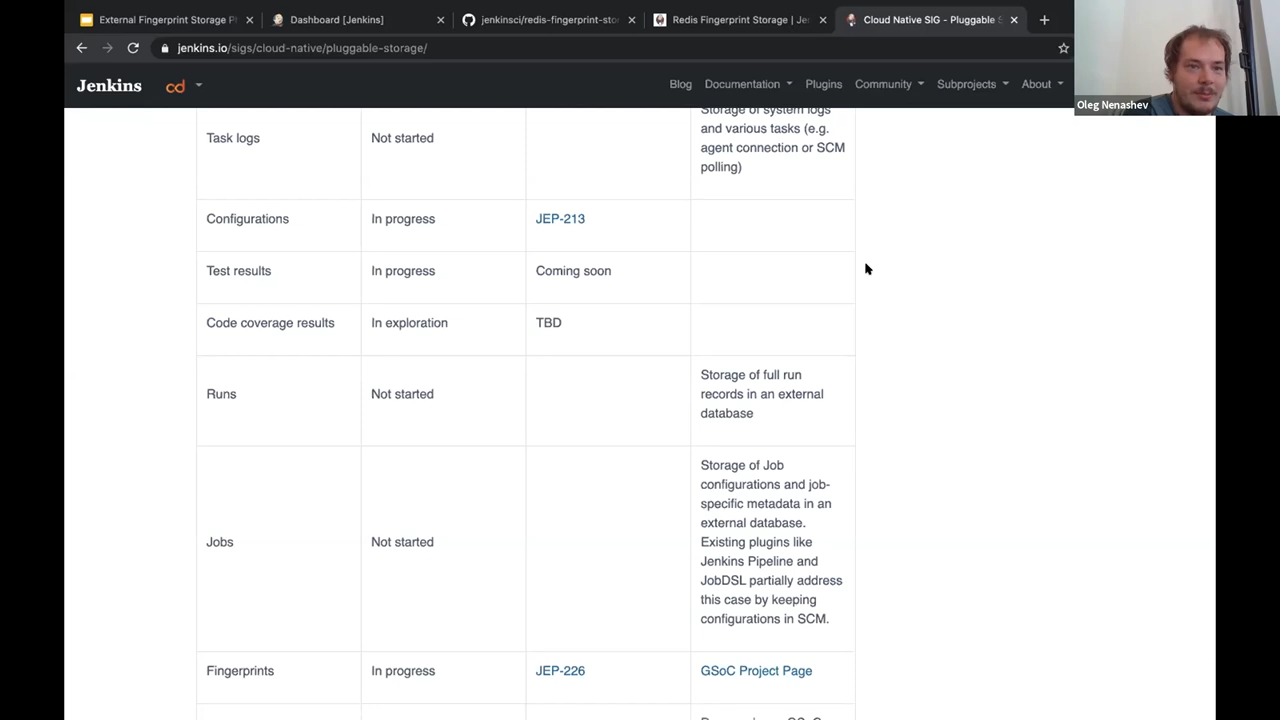 External Fingerprint Storage P
Dashboard [Jenkins]
jenkinsci/redis-fingerprint-sto
Redis Fingerprint Storage | Je
Cloud Native SIG - Pluggable S
jenkins.io/sigs/cloud-native/pluggable-storage/
Jenkins
cd
Blog
Documentation
Plugins
Community
Subprojects
About
Oleg Nenashev
Task logs
Not started
Storage of system logs
and various tasks (e.g.
agent connection or SCM
polling)
Configurations
In progress
JEP-213
Test results
In progress
Coming soon
Code coverage results
In exploration
TBD
Runs
Not started
Storage of full run
records in an external
database
Jobs
Not started
Storage of Job
configurations and job-
specific metadata in an
external database.
Existing plugins like
Jenkins Pipeline and
JobDSL partially address
this case by keeping
configurations in SCM.
Fingerprints
In progress
JEP-226
GSoC Project Page